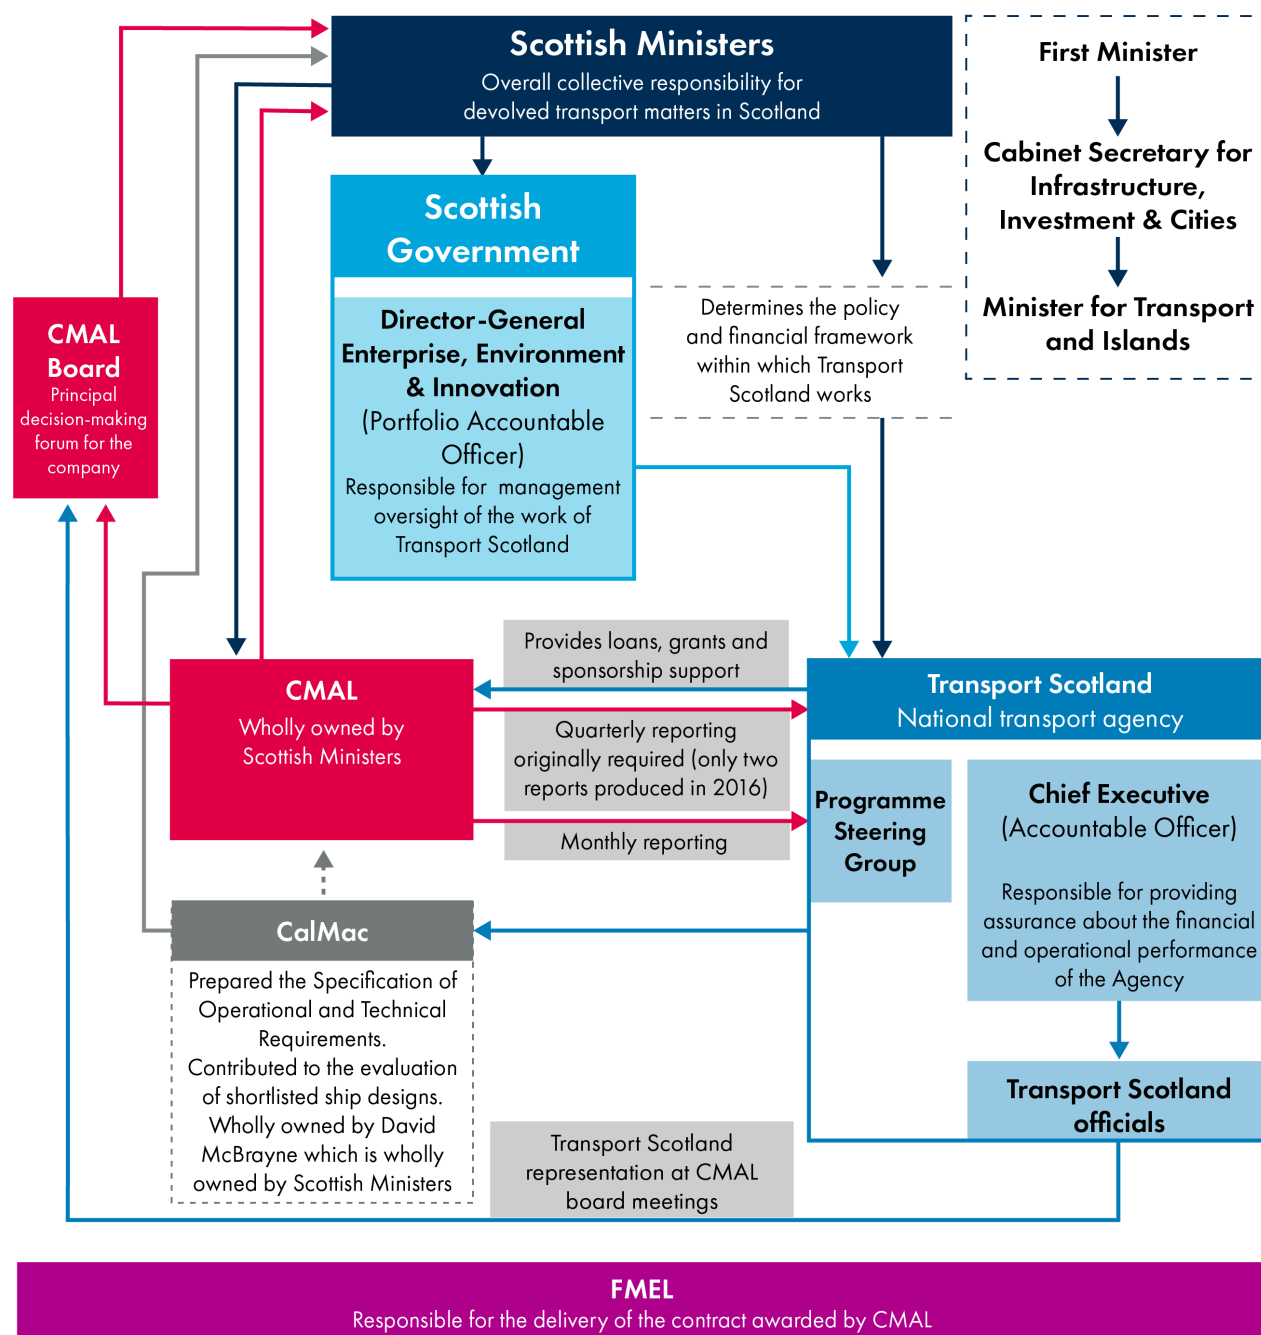 Scottish Ministers
Overall collective responsibility for
devolved transport matters in Scotland
First Minister
Cabinet Secretary for
Infrastructure,
Investment & Cities
Minister for Transport
and Islands
Scottish
Government
Director-General
Enterprise, Environment
& Innovation
(Portfolio Accountable
Officer)
Responsible for management
oversight of the work of
Transport Scotland
Determines the policy
and financial framework
within which Transport
Scotland works
CMAL
Board
Principal
decision-making
forum for the
company
CMAL
Wholly owned by
Scottish Ministers
Provides loans, grants and
sponsorship support
Quarterly reporting
originally required (only two
reports produced in 2016)
Monthly reporting
Transport Scotland
National transport agency
Programme
Steering
Group
Chief Executive
(Accountable Officer)
Responsible for providing
assurance about the financial
and operational performance
of the Agency
Transport Scotland
officials
CalMac
Prepared the Specification of
Operational and Technical
Requirements.
Contributed to the evaluation
of shortlisted ship designs.
Wholly owned by David
McBrayne which is wholly
owned by Scottish Ministers
Transport Scotland
representation at CMAL
board meetings
FMEL
Responsible for the delivery of the contract awarded by CMAL